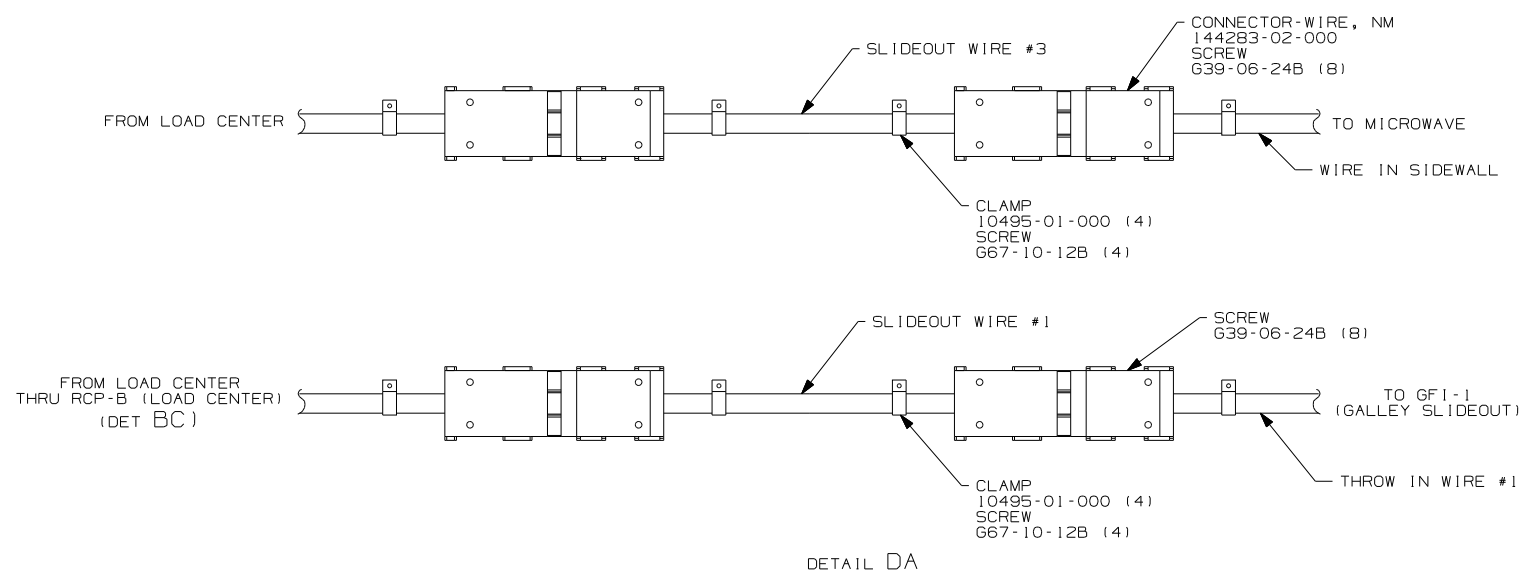 CONNECTOR-WIRE, NM
144283-02-000
SCREW
G39-06-24B (8)
SLIDEOUT WIRE #3
FROM LOAD CENTER
TO MICROWAVE
WIRE IN SIDEWALL
CLAMP
10495-01-000 (4)
SCREW
G67-10-12B (4)
SLIDEOUT WIRE #1
SCREW
G39-06-24B (8)
FROM LOAD CENTER
THRU RCP-B (LOAD CENTER)
(DET BC)
TO GFI-1
(GALLEY SLIDEOUT)
THROW IN WIRE #1
CLAMP
10495-01-000 (4)
SCREW
G67-10-12B (4)
DETAIL DA